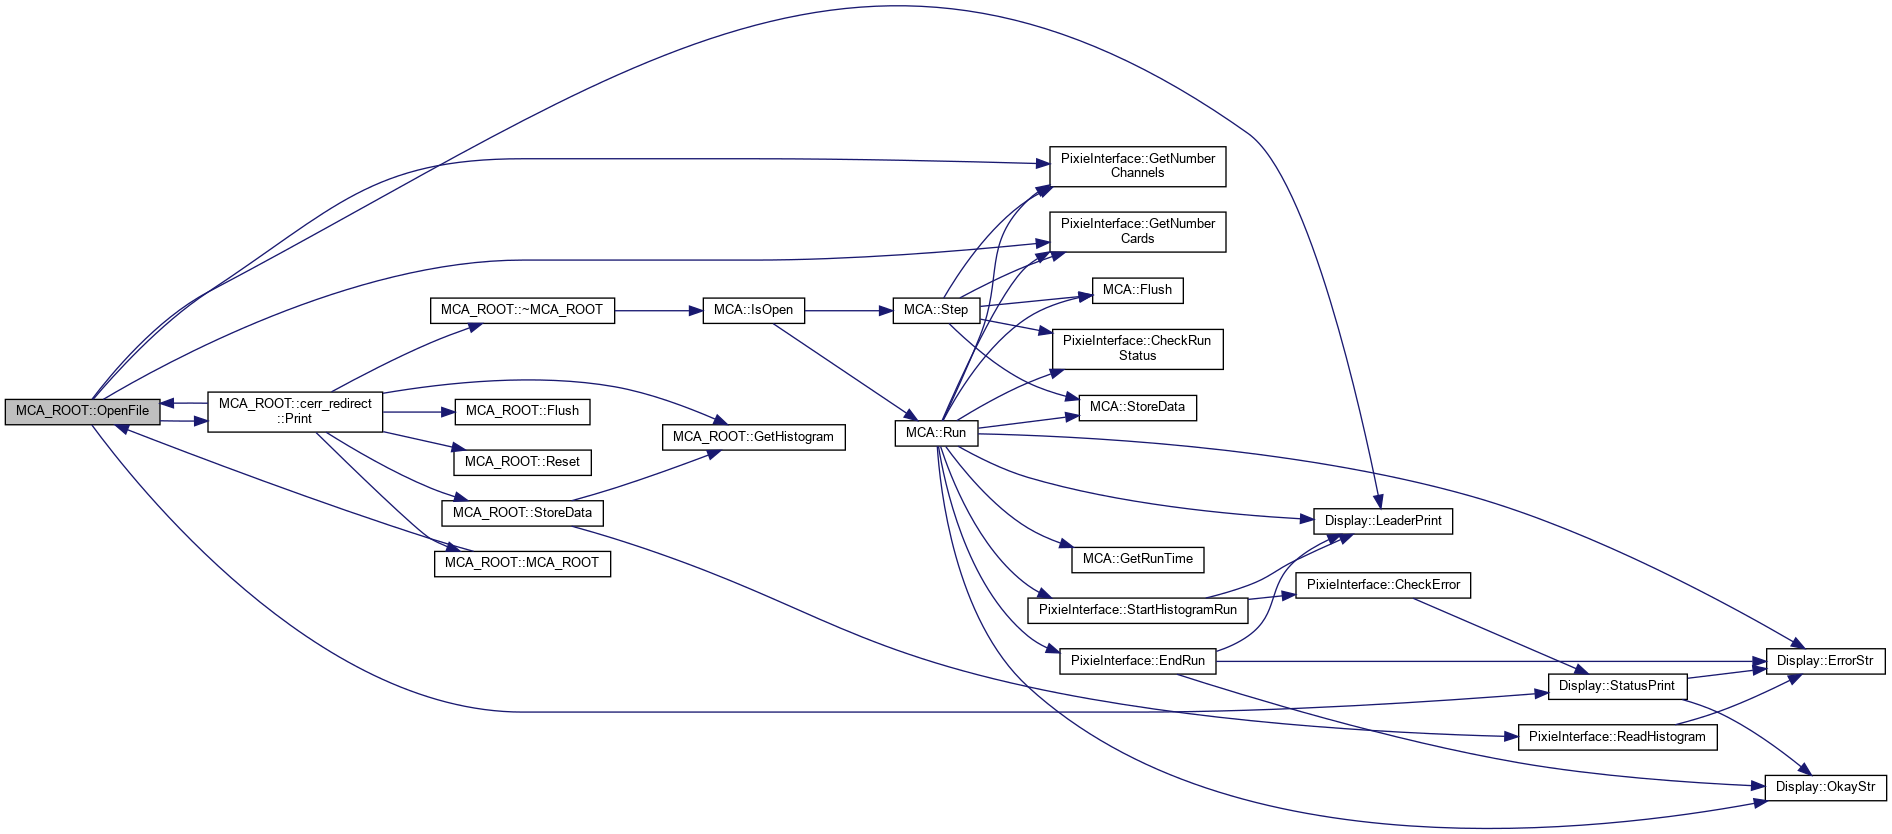 MCA_ROOT::OpenFile
MCA_ROOT::cerr_redirect
::Print
MCA_ROOT::~MCA_ROOT
MCA_ROOT::Flush
MCA_ROOT::Reset
MCA_ROOT::StoreData
MCA_ROOT::MCA_ROOT
MCA::IsOpen
MCA_ROOT::GetHistogram
MCA::Step
MCA::Run
PixieInterface::GetNumber
Channels
PixieInterface::GetNumber
Cards
MCA::Flush
PixieInterface::CheckRun
Status
MCA::StoreData
MCA::GetRunTime
PixieInterface::StartHistogramRun
PixieInterface::EndRun
Display::LeaderPrint
PixieInterface::CheckError
Display::StatusPrint
PixieInterface::ReadHistogram
Display::ErrorStr
Display::OkayStr